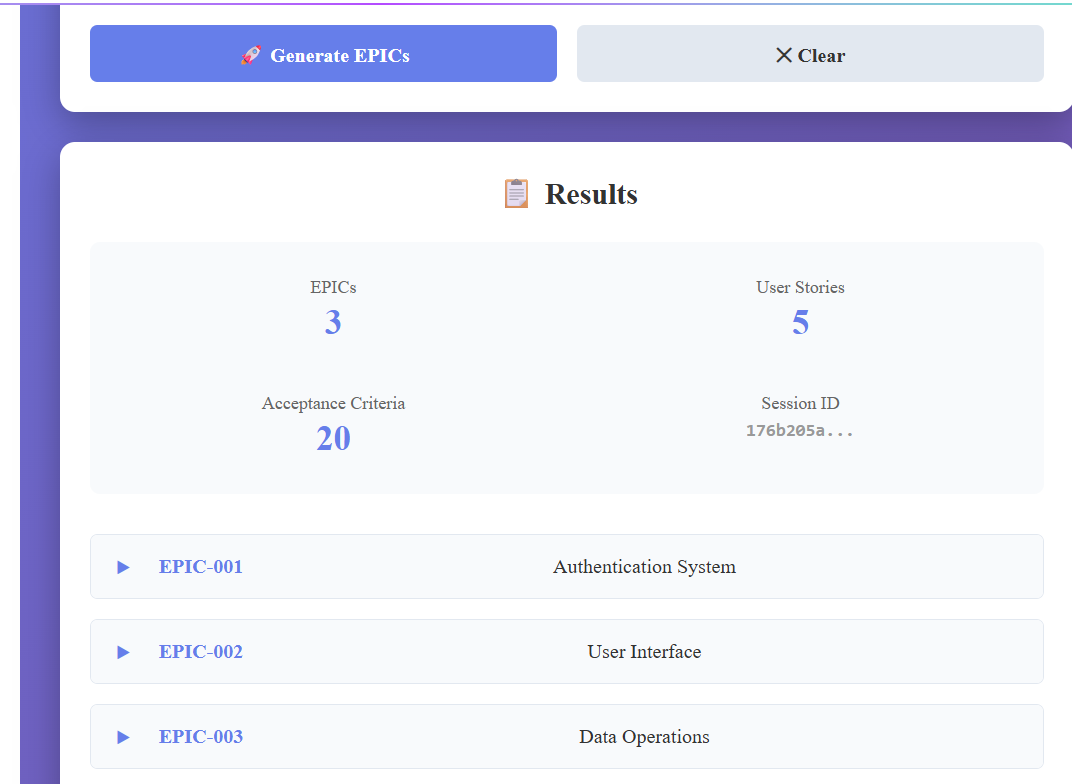 🚀 Generate EPICs
✕ Clear
📋 Results
EPICs
3
User Stories
5
Acceptance Criteria
20
Session ID
176b205a...
▶ EPIC-001 Authentication System
▶ EPIC-002 User Interface
▶ EPIC-003 Data Operations